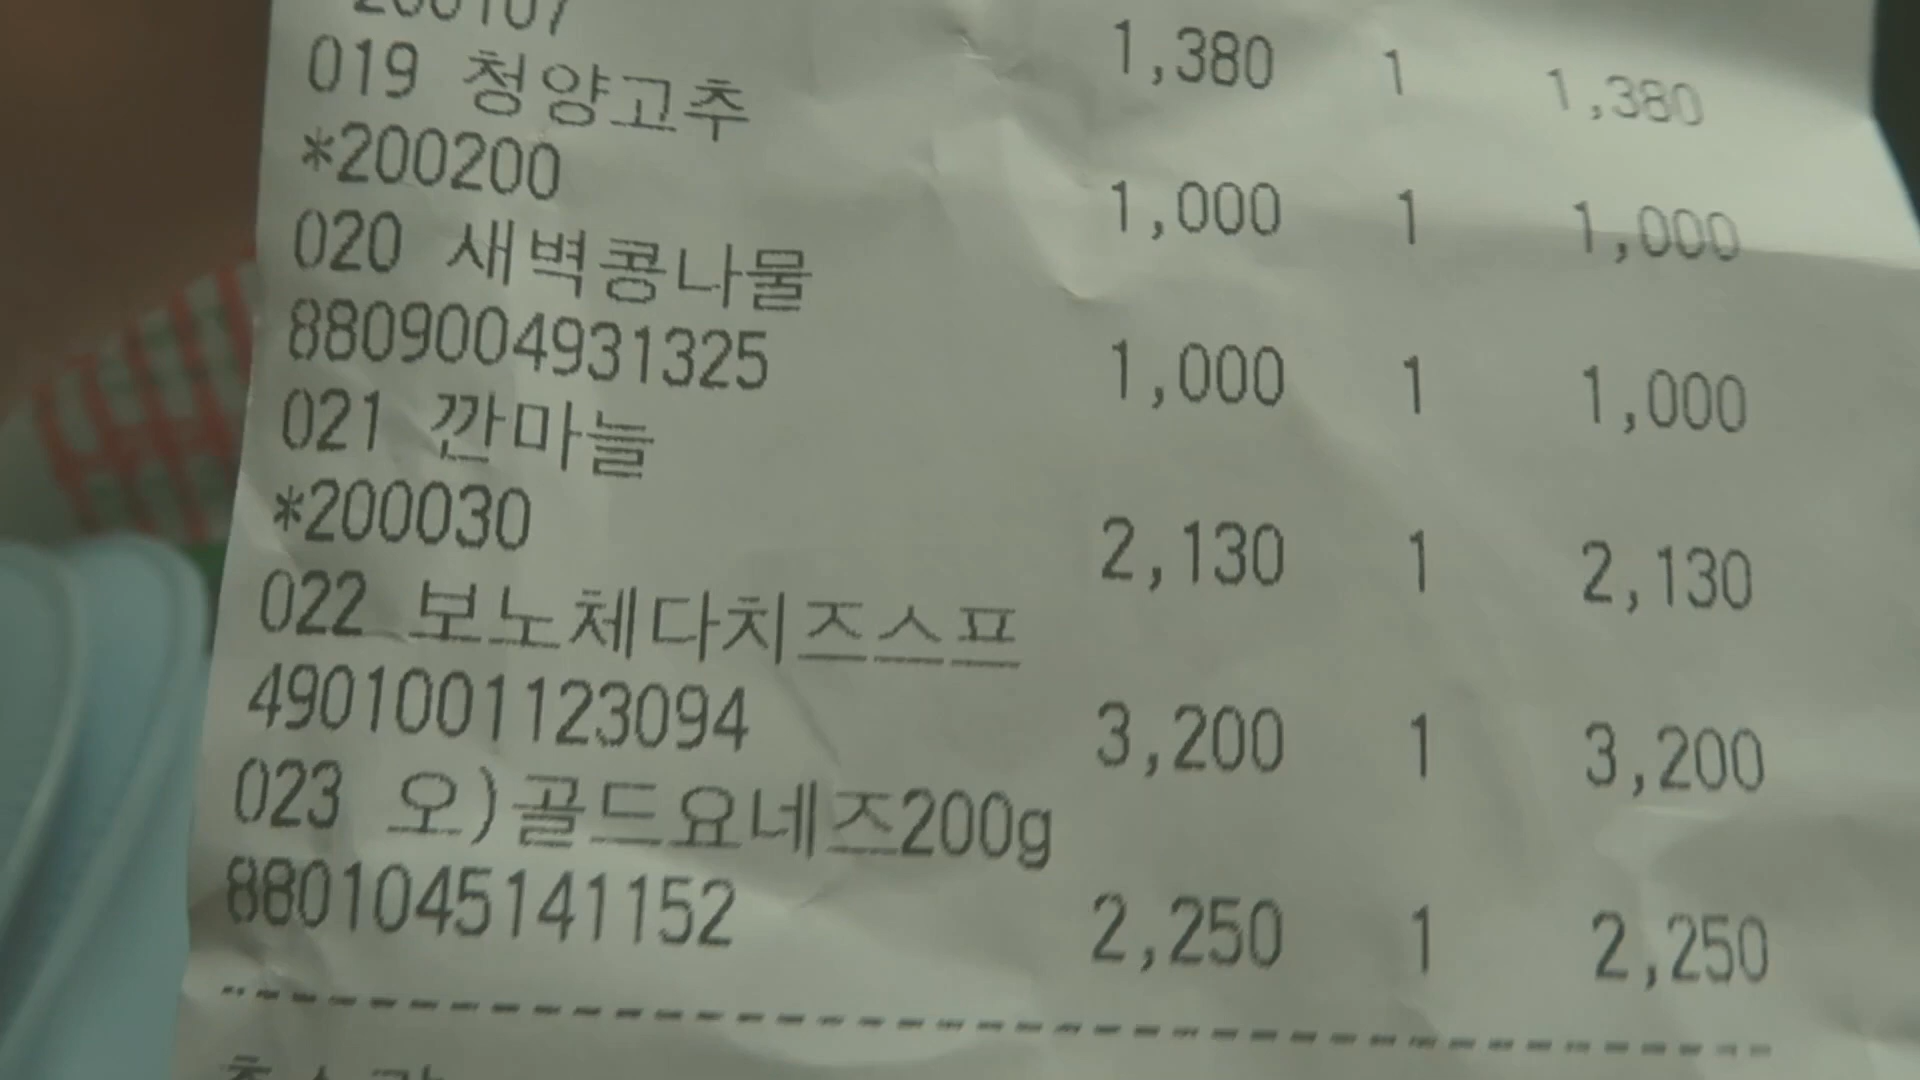 200107 1,380 1 1,380
019 청양고추
*200200 1,000 1 1,000
020 새벽콩나물
8809004931325 1,000 1 1,000
021 깐마늘
*200030 2,130 1 2,130
022 보노체다치즈스프
4901001123094 3,200 1 3,200
023 오)골드요네즈200g
8801045141152 2,250 1 2,250